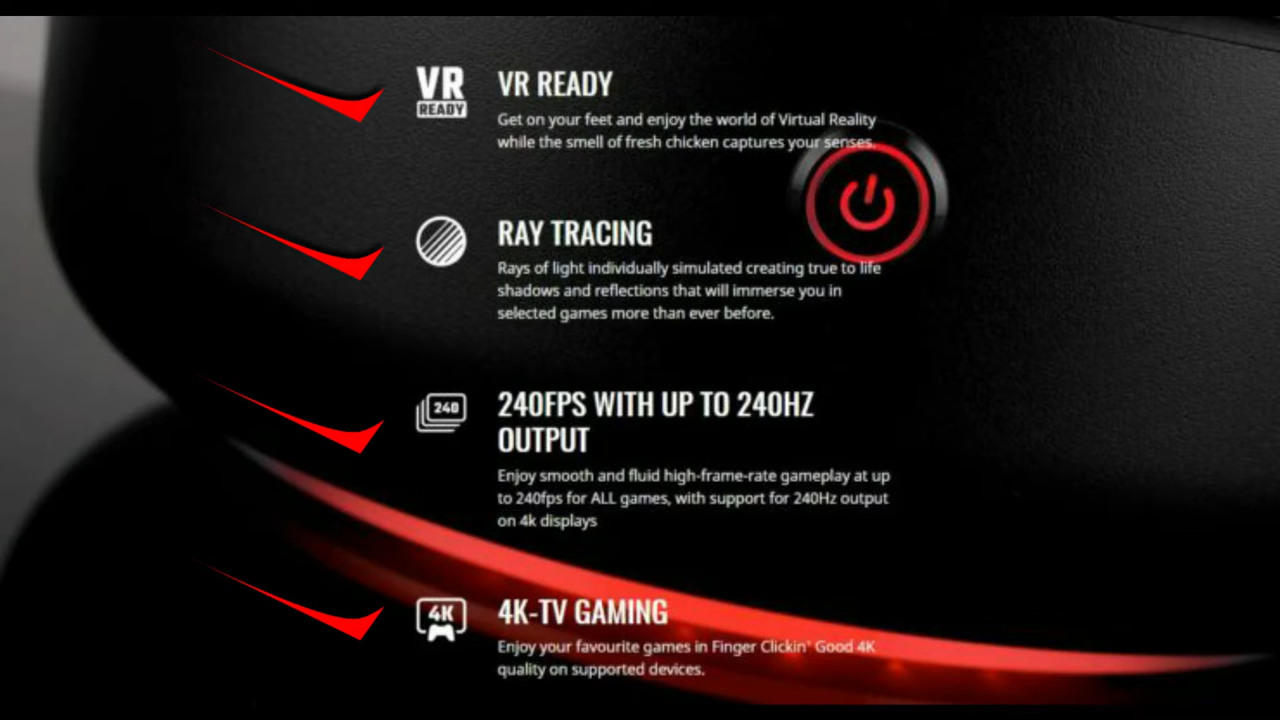 VR
READY
VR READY
Get on your feet and enjoy the world of Virtual Reality
while the smell of fresh chicken captures your senses.
RAY TRACING
Rays of light individually simulated creating true to life
shadows and reflections that will immerse you in
selected games more than ever before.
240
240FPS WITH UP TO 240HZ
OUTPUT
Enjoy smooth and fluid high-frame-rate gameplay at up
to 240fps for ALL games, with support for 240Hz output
on 4k displays
4K
4K-TV GAMING
Enjoy your favourite games in Finger Clickin' Good 4K
quality on supported devices.